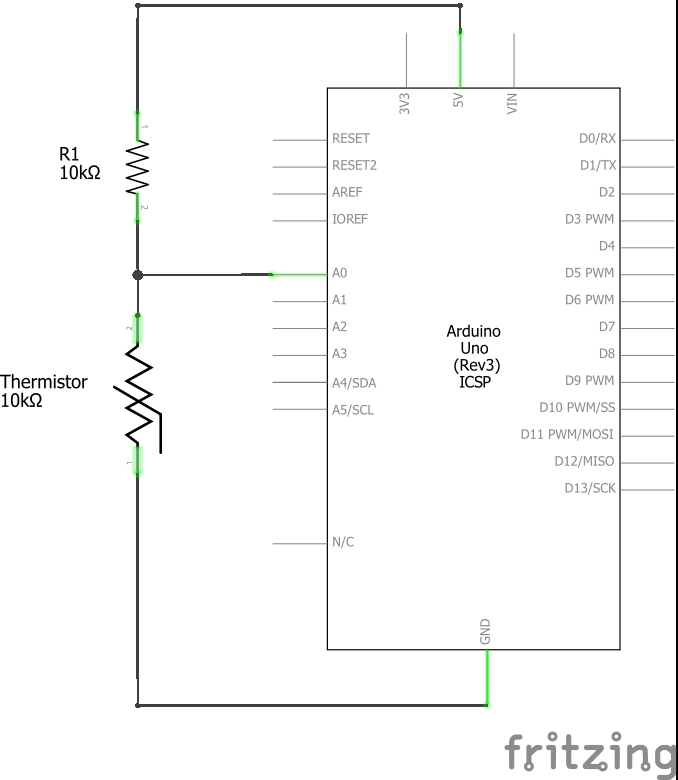 3V3
5V
VIN
R1
10kΩ
1
2
RESET
RESET2
AREF
IOREF
A0
A1
A2
A3
A4/SDA
A5/SCL
N/C
D0/RX
D1/TX
D2
D3 PWM
D4
D5 PWM
D6 PWM
D7
D8
D9 PWM
D10 PWM/SS
D11 PWM/MOSI
D12/MISO
D13/SCK
Arduino
Uno
(Rev3)
ICSP
2
Thermistor
10kΩ
1
GND
fritzing